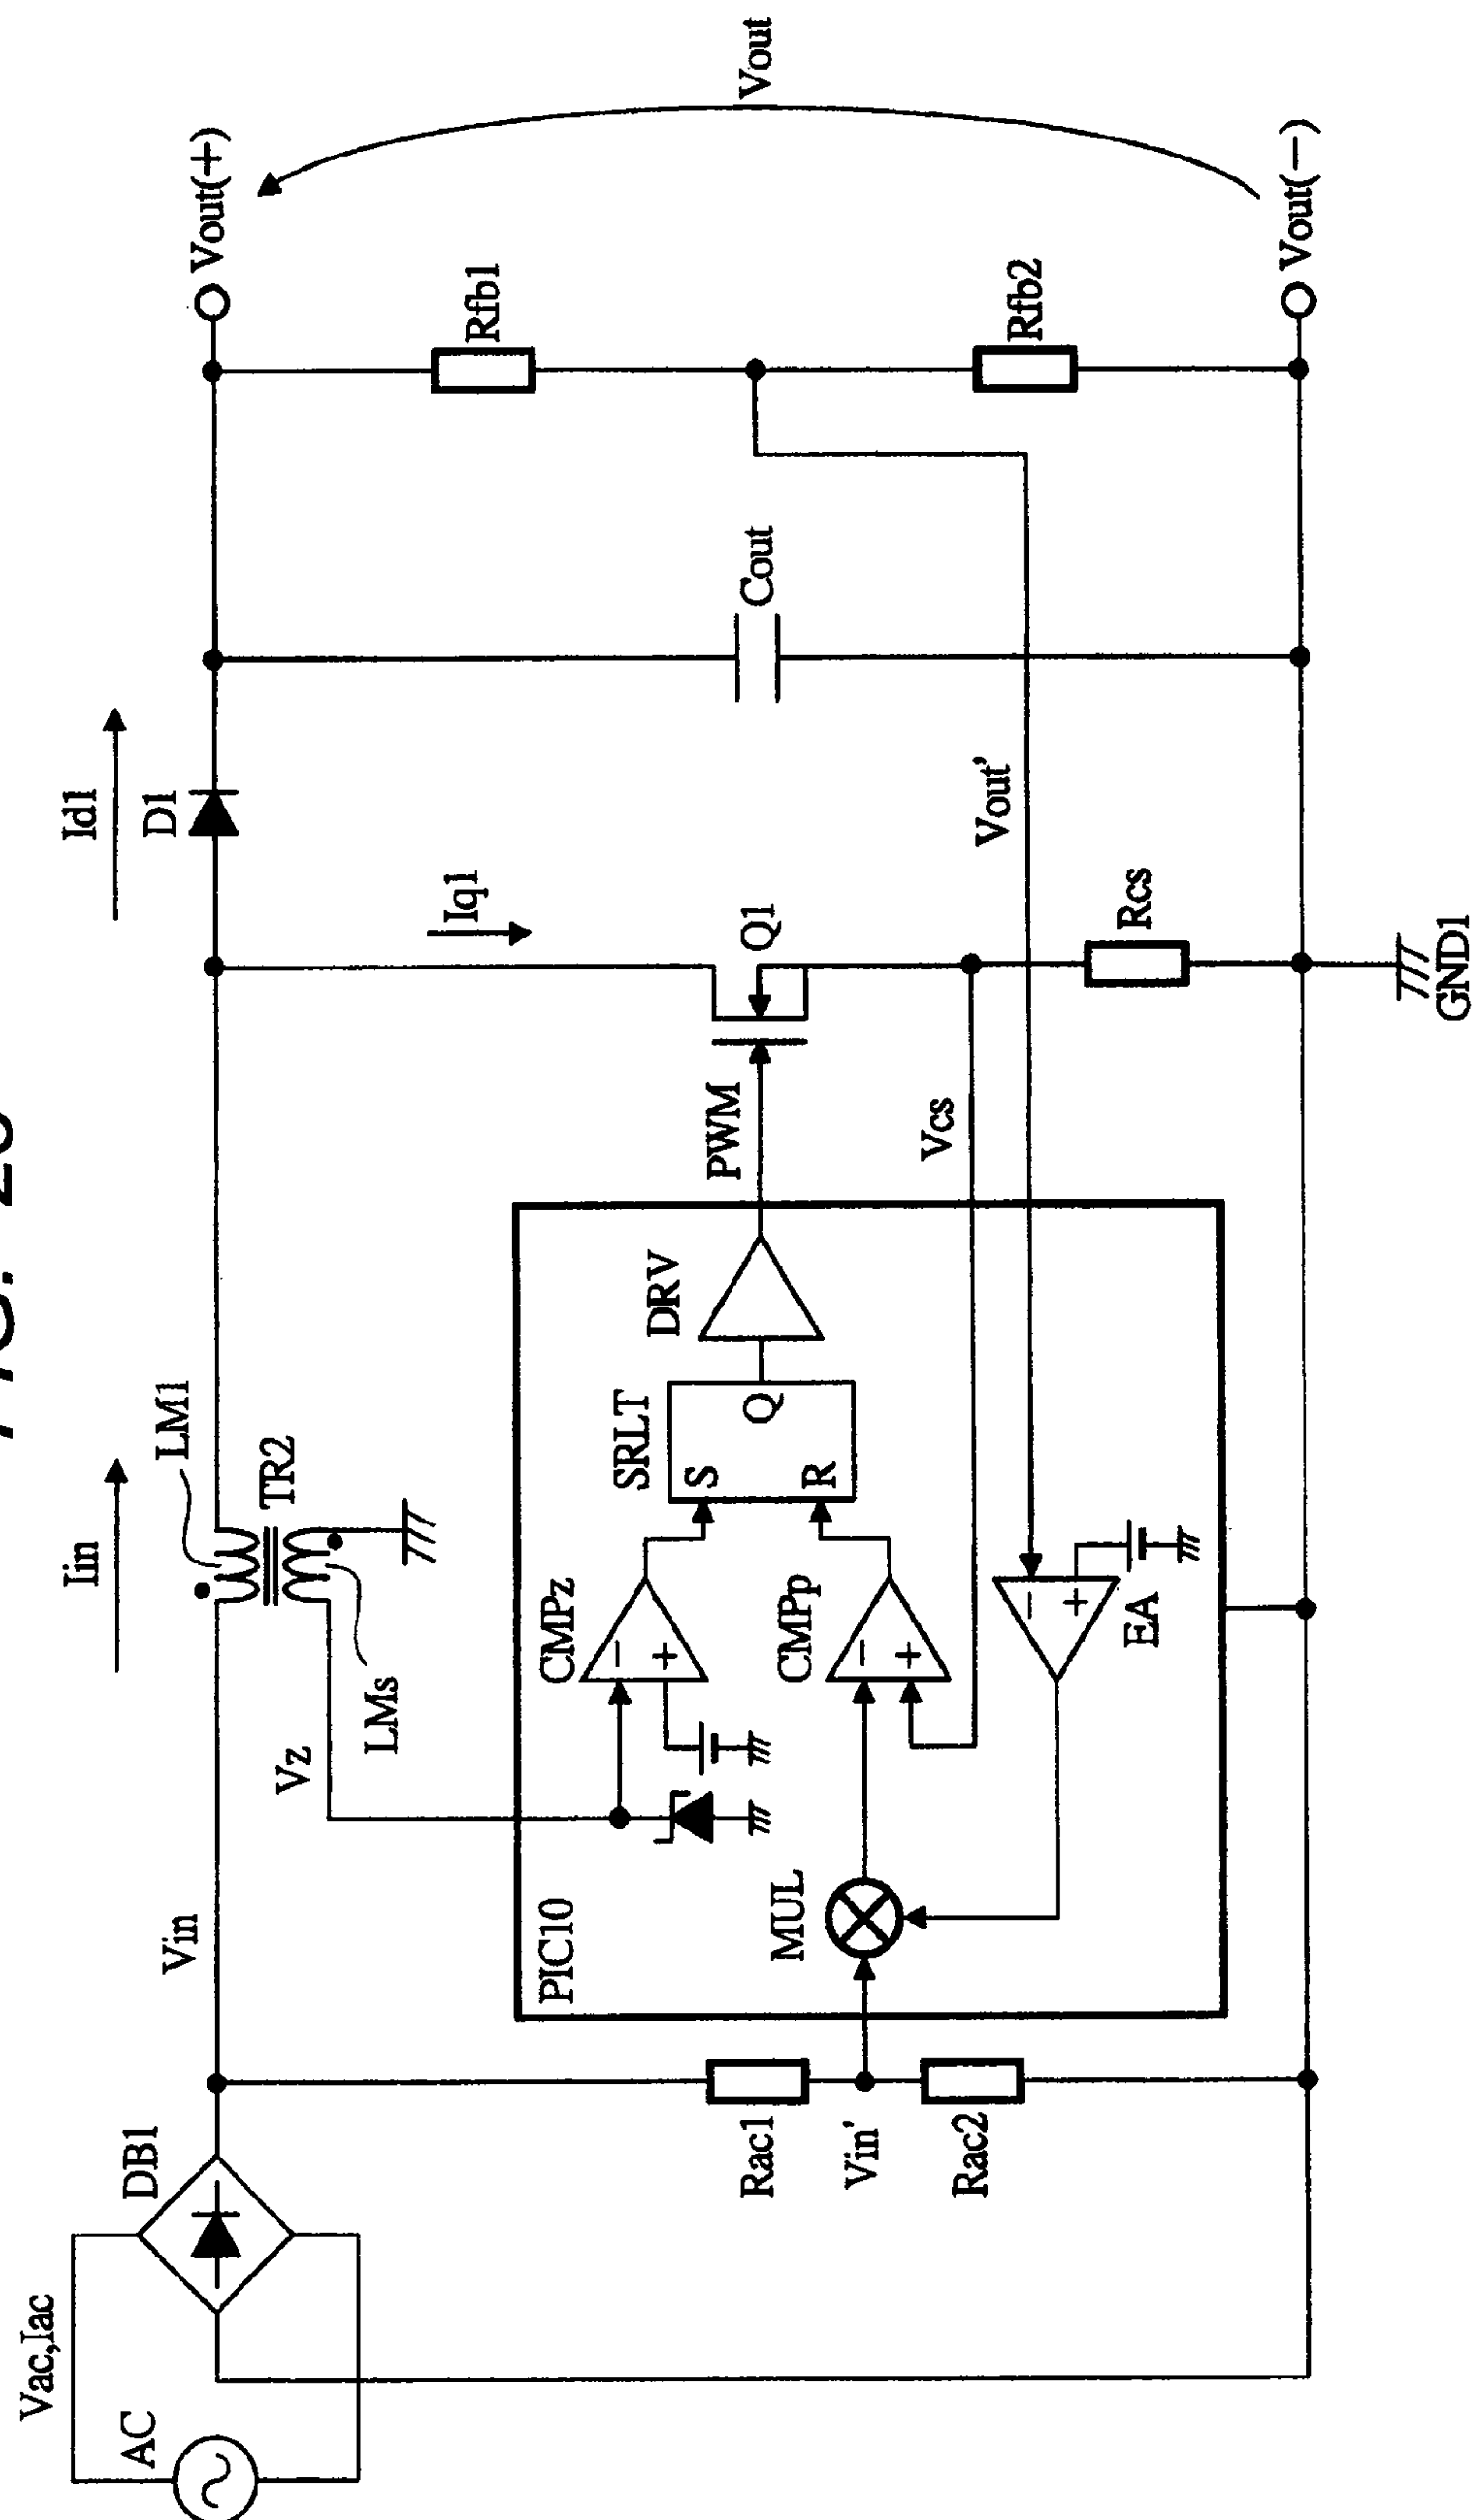 Vac,Iac
AC
DB1
Vin
Iin
LM1
TR2
Vz
LMs
Id1
D1
Iq1
Vout(+)
Rfb1
Vout
Cout
Rfb2
Vout(−)
Rac1
Vin'
Rac2
PIC10
MUL
CMPz
−
+
CMPp
−
+
SRLT
S
R
Q
DRV
PWM
Q1
Vcs
Vout'
EA
−
+
Rcs
GND1